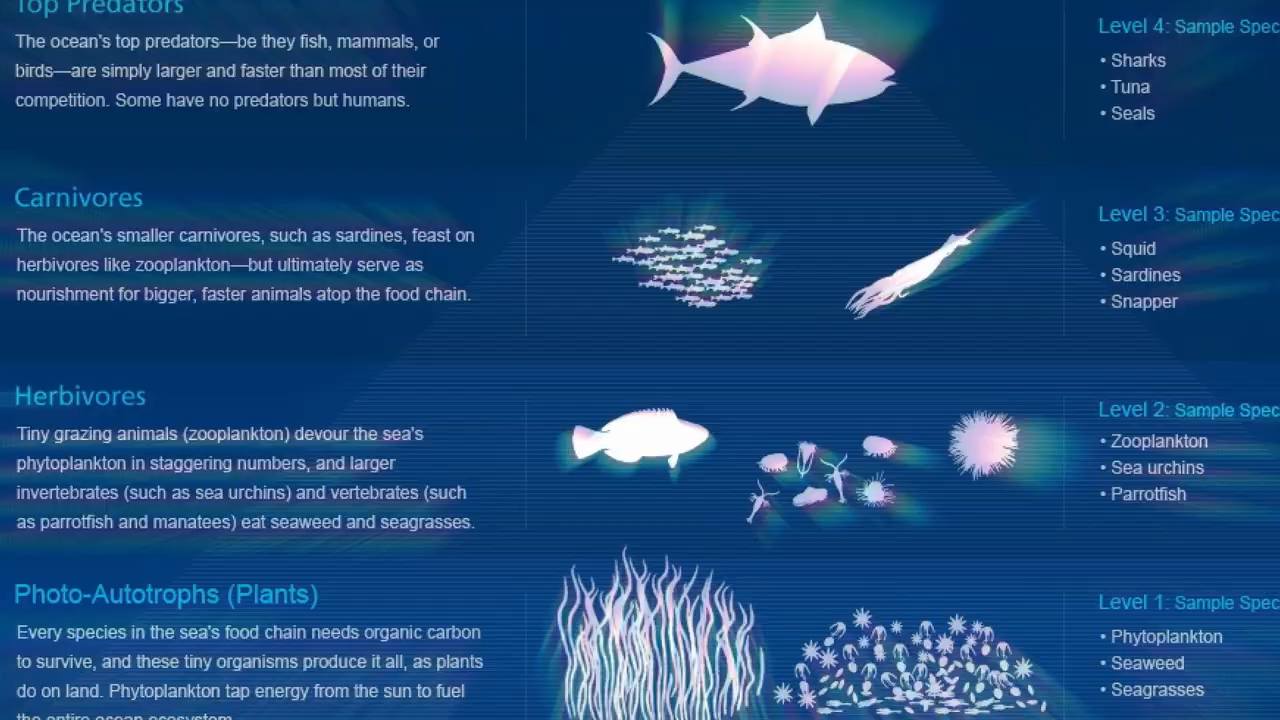 Top Predators
The ocean's top predators—be they fish, mammals, or
birds—are simply larger and faster than most of their
competition. Some have no predators but humans.
Level 4: Sample Spec
• Sharks
• Tuna
• Seals
Carnivores
The ocean's smaller carnivores, such as sardines, feast on
herbivores like zooplankton—but ultimately serve as
nourishment for bigger, faster animals atop the food chain.
Level 3: Sample Spec
• Squid
• Sardines
• Snapper
Herbivores
Tiny grazing animals (zooplankton) devour the sea's
phytoplankton in staggering numbers, and larger
invertebrates (such as sea urchins) and vertebrates (such
as parrotfish and manatees) eat seaweed and seagrasses.
Level 2: Sample Spec
• Zooplankton
• Sea urchins
• Parrotfish
Photo-Autotrophs (Plants)
Every species in the sea's food chain needs organic carbon
to survive, and these tiny organisms produce it all, as plants
do on land. Phytoplankton tap energy from the sun to fuel
the entire ocean ecosystem.
Level 1: Sample Spec
• Phytoplankton
• Seaweed
• Seagrasses